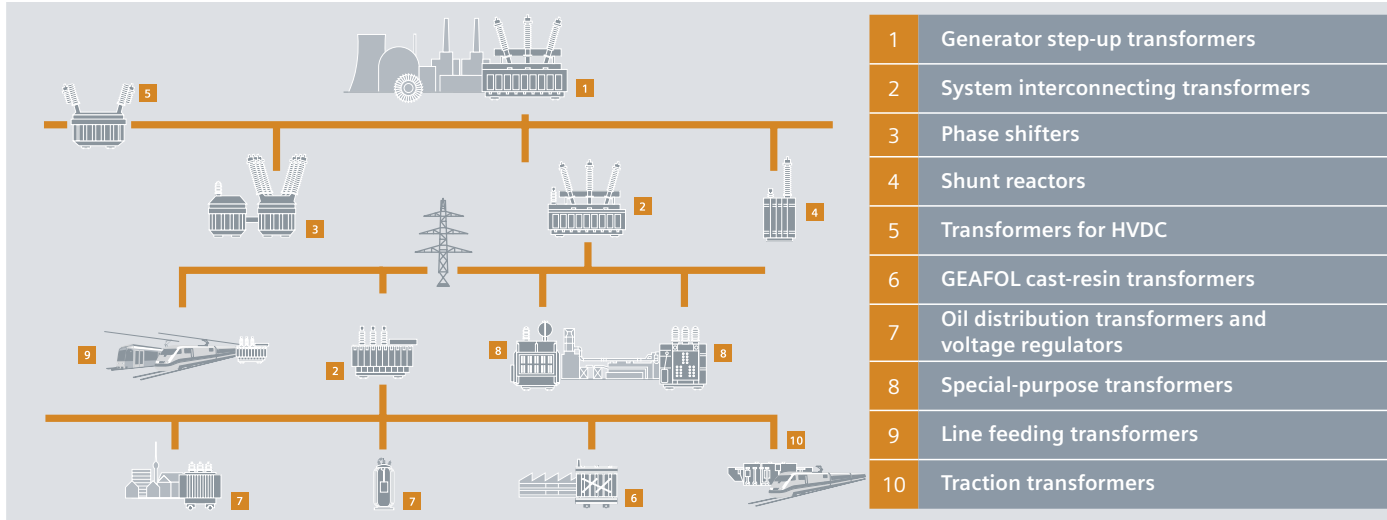 1
5
3
2
4
9
2
8
8
10
7
7
6
1 Generator step-up transformers
2 System interconnecting transformers
3 Phase shifters
4 Shunt reactors
5 Transformers for HVDC
6 GEAFOL cast-resin transformers
7 Oil distribution transformers and
voltage regulators
8 Special-purpose transformers
9 Line feeding transformers
10 Traction transformers